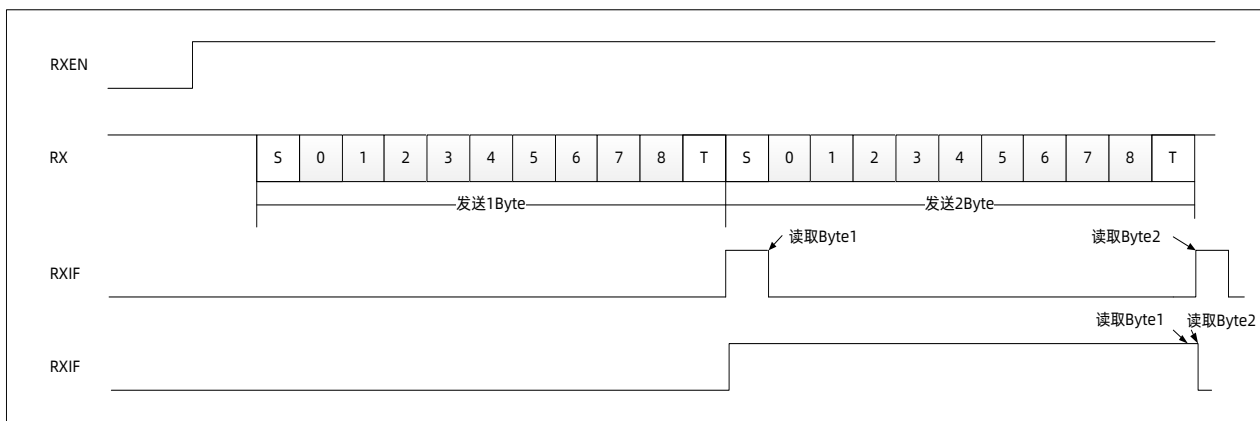 RXEN
RX S 0 1 2 3 4 5 6 7 8 T S 0 1 2 3 4 5 6 7 8 T
发送1Byte 发送2Byte
读取Byte1 读取Byte2
RXIF
读取Byte1 读取Byte2
RXIF